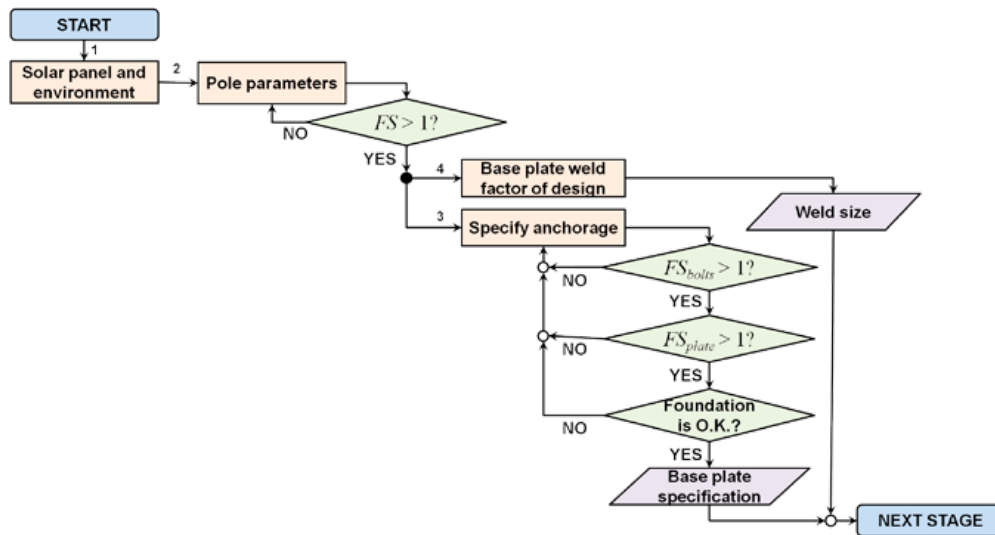 START
1
Solar panel and
environment
2
Pole parameters
FS > 1?
NO
YES
4
Base plate weld
factor of design
Weld size
3
Specify anchorage
FS_bolts > 1?
NO
YES
FS_plate > 1?
NO
YES
Foundation
is O.K.?
NO
YES
Base plate
specification
NEXT STAGE